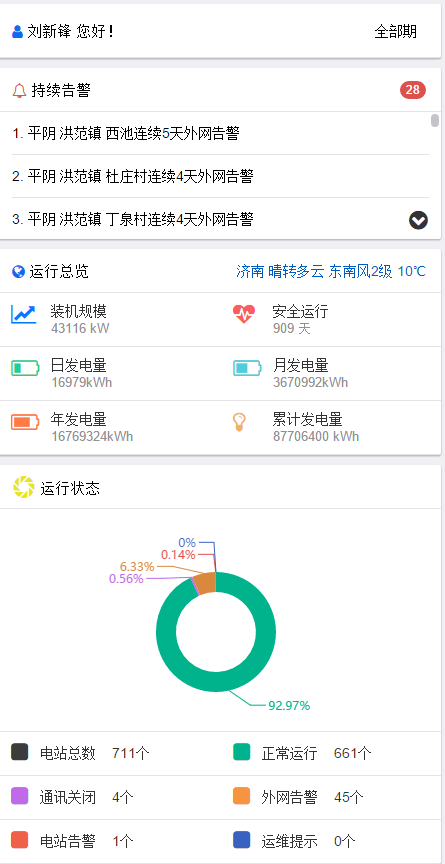 刘新锋 您好！ 全部期
持续告警 28
1. 平阴 洪范镇 西池连续5天外网告警
2. 平阴 洪范镇 杜庄村连续4天外网告警
3. 平阴 洪范镇 丁泉村连续4天外网告警
运行总览 济南 晴转多云 东南风2级 10℃
装机规模 安全运行
43116 kW 909 天
日发电量 月发电量
16979kWh 3670992kWh
年发电量 累计发电量
16769324kWh 87706400 kWh
运行状态
0%
0.14%
6.33%
0.56%
92.97%
电站总数 711个 正常运行 661个
通讯关闭 4个 外网告警 45个
电站告警 1个 运维提示 0个